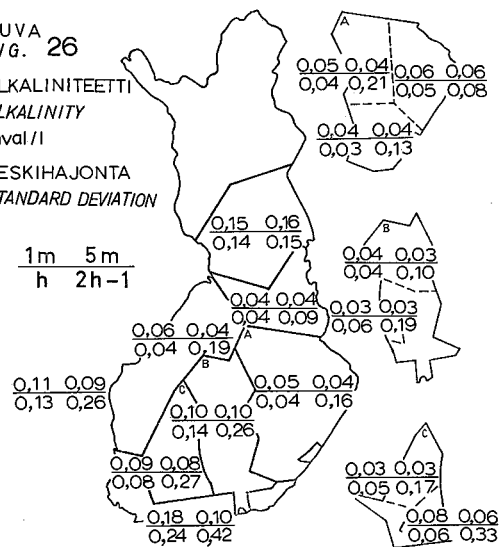 UVA
IG. 26
LKALINITEETTI
LKALINITY
val/l
ESKIHAJONTA
TANDARD DEVIATION
1m 5m
h 2h-1
A
0,05 0,04
0,04 0,21
0,06 0,06
0,05 0,08
0,04 0,04
0,03 0,13
0,15 0,16
0,14 0,15
B
0,04 0,03
0,04 0,10
0,03 0,03
0,06 0,19
0,04 0,04
0,04 0,09
0,06 0,04
0,04 0,19
A
B
C
0,11 0,09
0,13 0,26
0,05 0,04
0,04 0,16
0,10 0,10
0,14 0,26
C
0,03 0,03
0,05 0,17
0,09 0,08
0,08 0,27
0,08 0,06
0,06 0,33
0,18 0,10
0,24 0,42